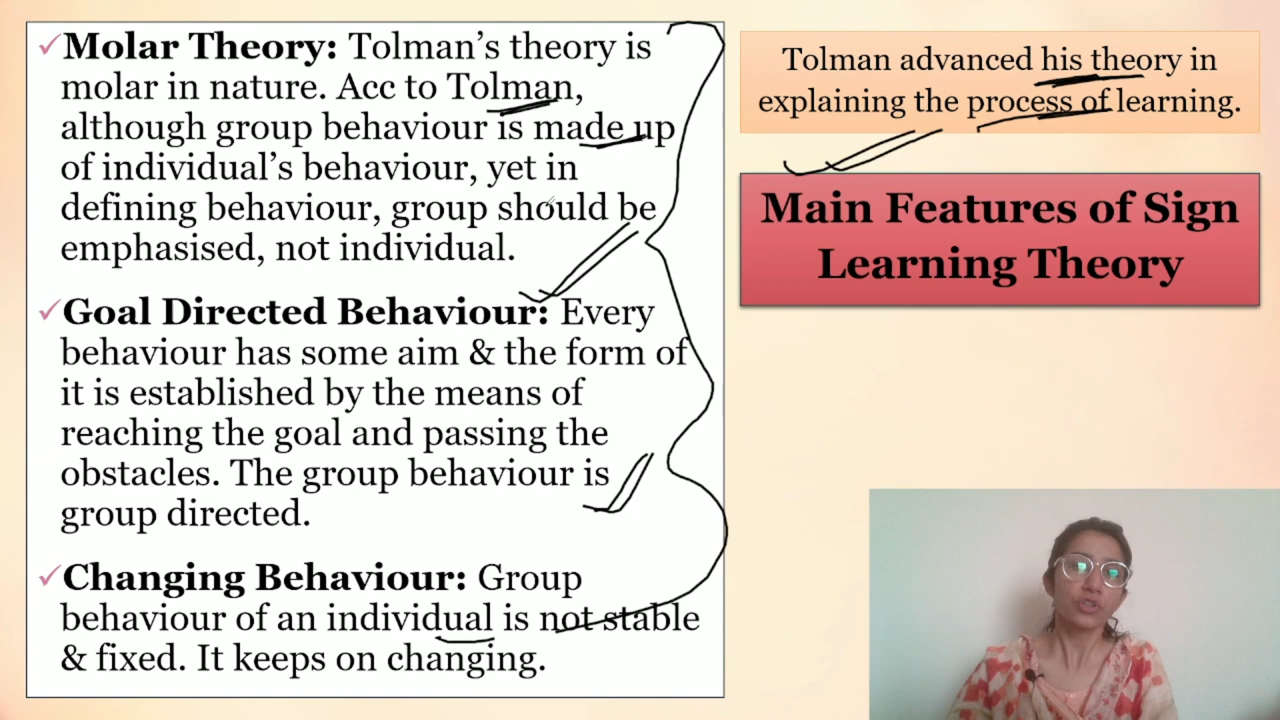 ✓Molar Theory: Tolman's theory is
molar in nature. Acc to Tolman,
although group behaviour is made up
of individual's behaviour, yet in
defining behaviour, group should be
emphasised, not individual.
✓Goal Directed Behaviour: Every
behaviour has some aim & the form of
it is established by the means of
reaching the goal and passing the
obstacles. The group behaviour is
group directed.
✓Changing Behaviour: Group
behaviour of an individual is not stable
& fixed. It keeps on changing.
Tolman advanced his theory in
explaining the process of learning.
Main Features of Sign
Learning Theory